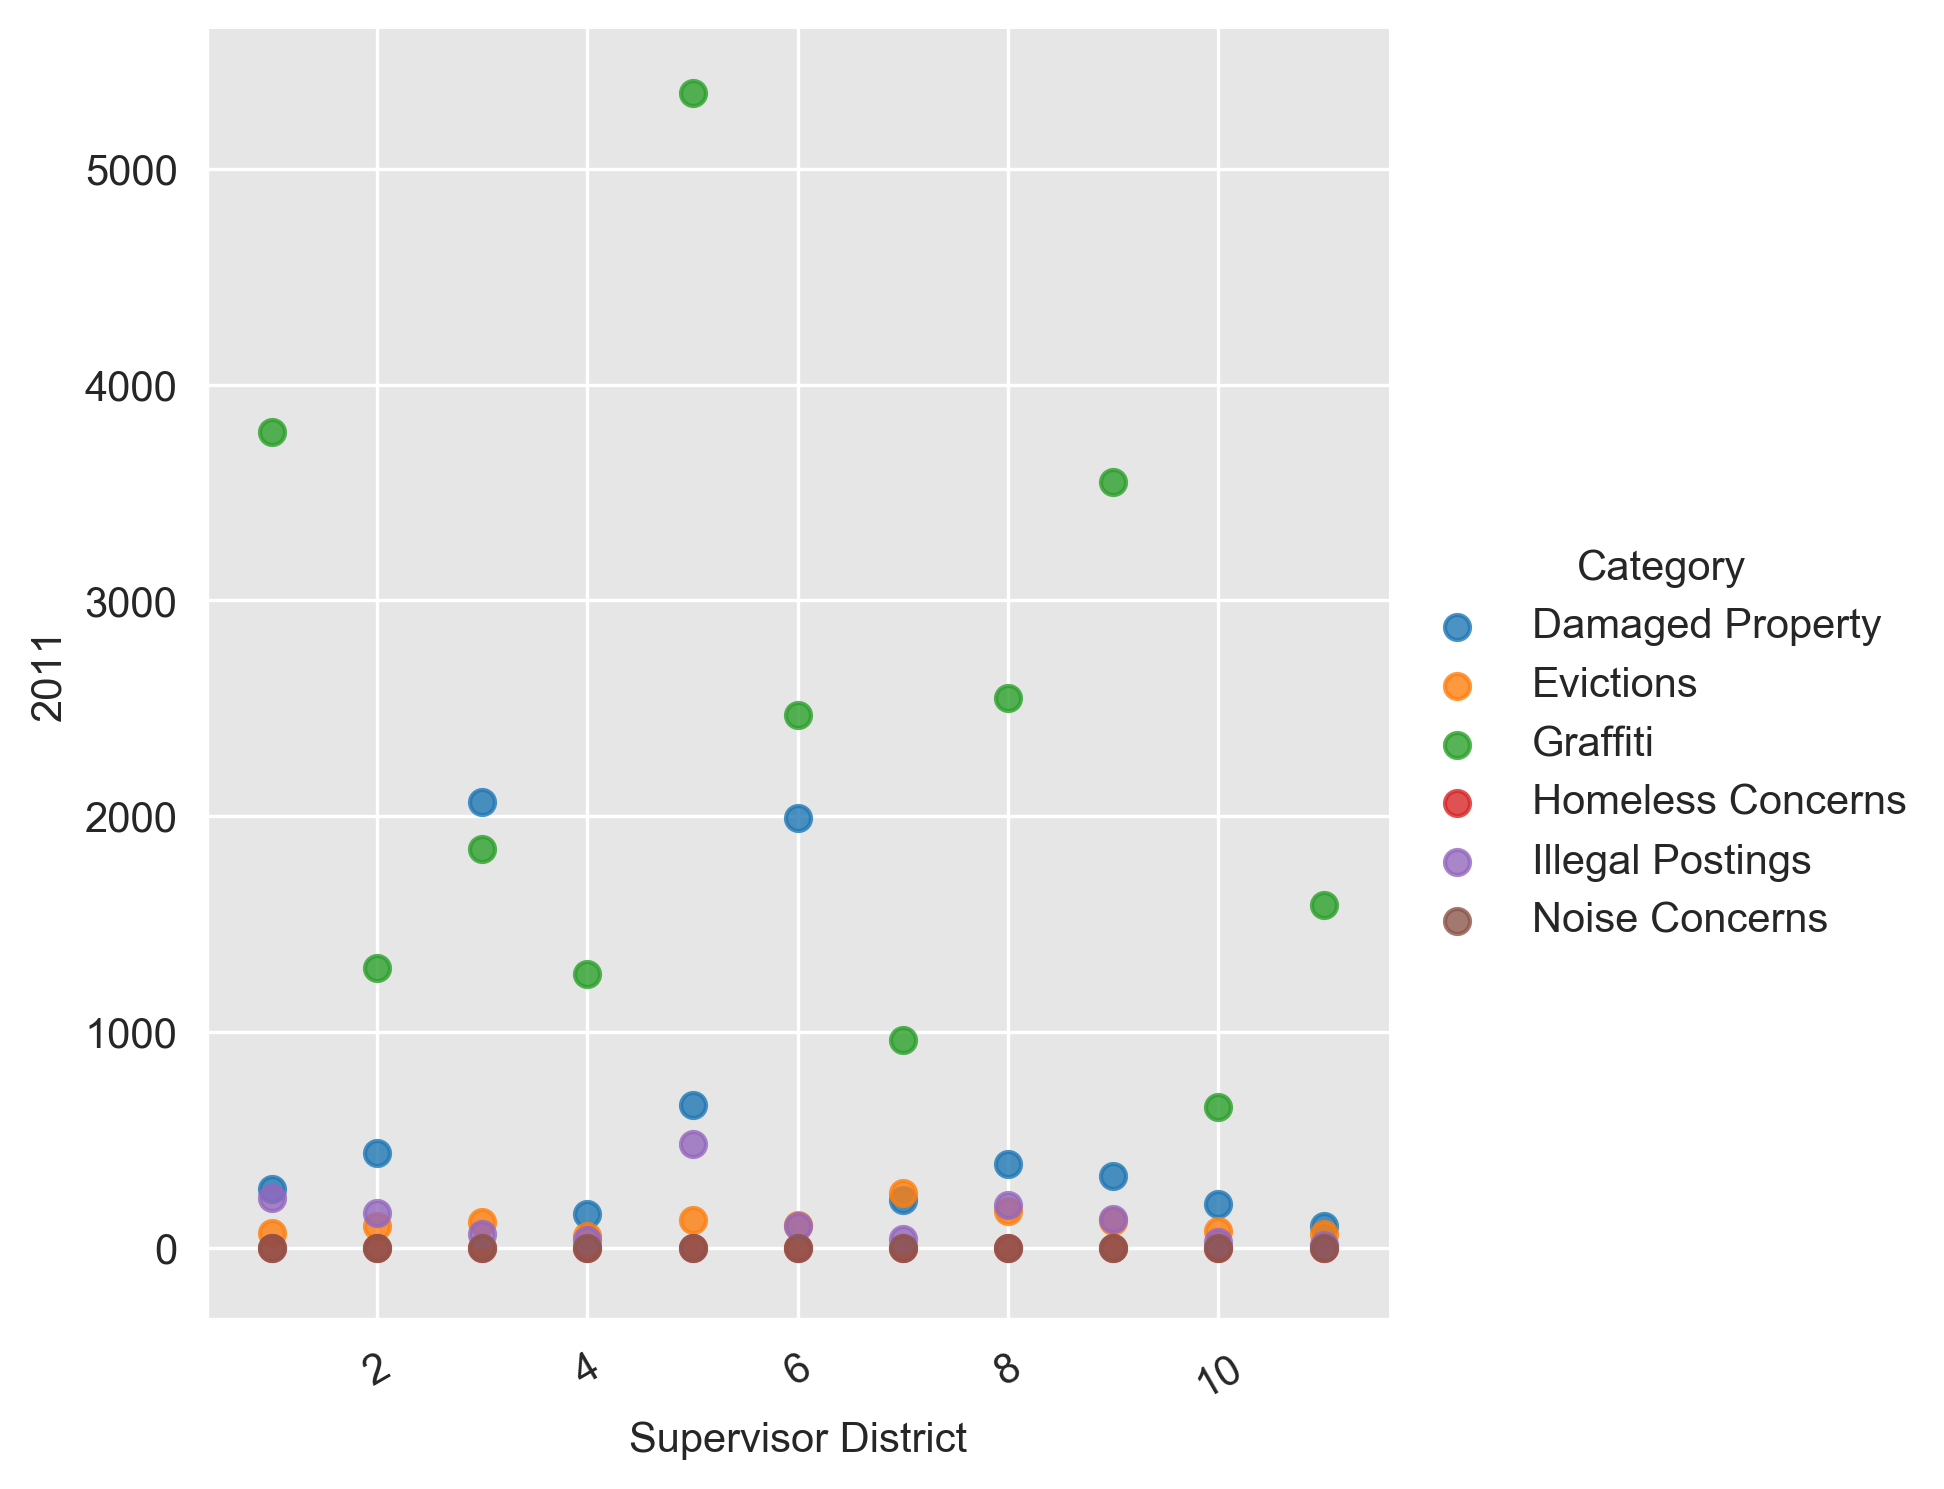 5000
4000
3000
2000
1000
0
2011
2
4
6
8
10
Supervisor District
Category
Damaged Property
Evictions
Graffiti
Homeless Concerns
Illegal Postings
Noise Concerns